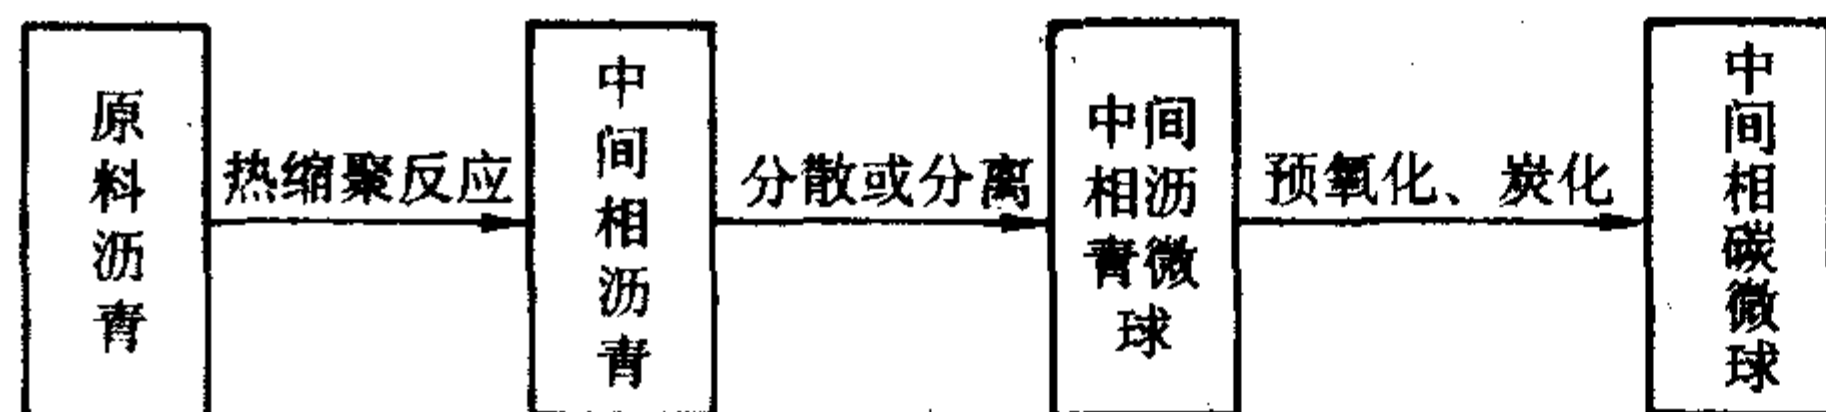 原料沥青
热缩聚反应
中间相沥青
分散或分离
中间
相沥
青微
球
预氧化、炭化
中间相碳微球